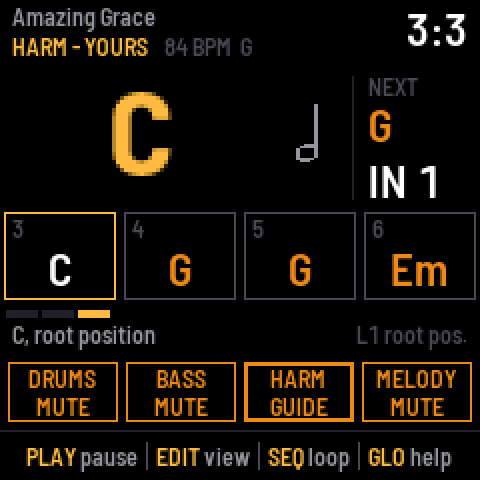 Amazing Grace
HARM - YOURS 84 BPM G
3:3
C
NEXT
G
IN 1
3 C
4 G
5 G
6 Em
C, root position
L1 root pos.
DRUMS MUTE
BASS MUTE
HARM GUIDE
MELODY MUTE
PLAY pause | EDIT view | SEQ loop | GLO help